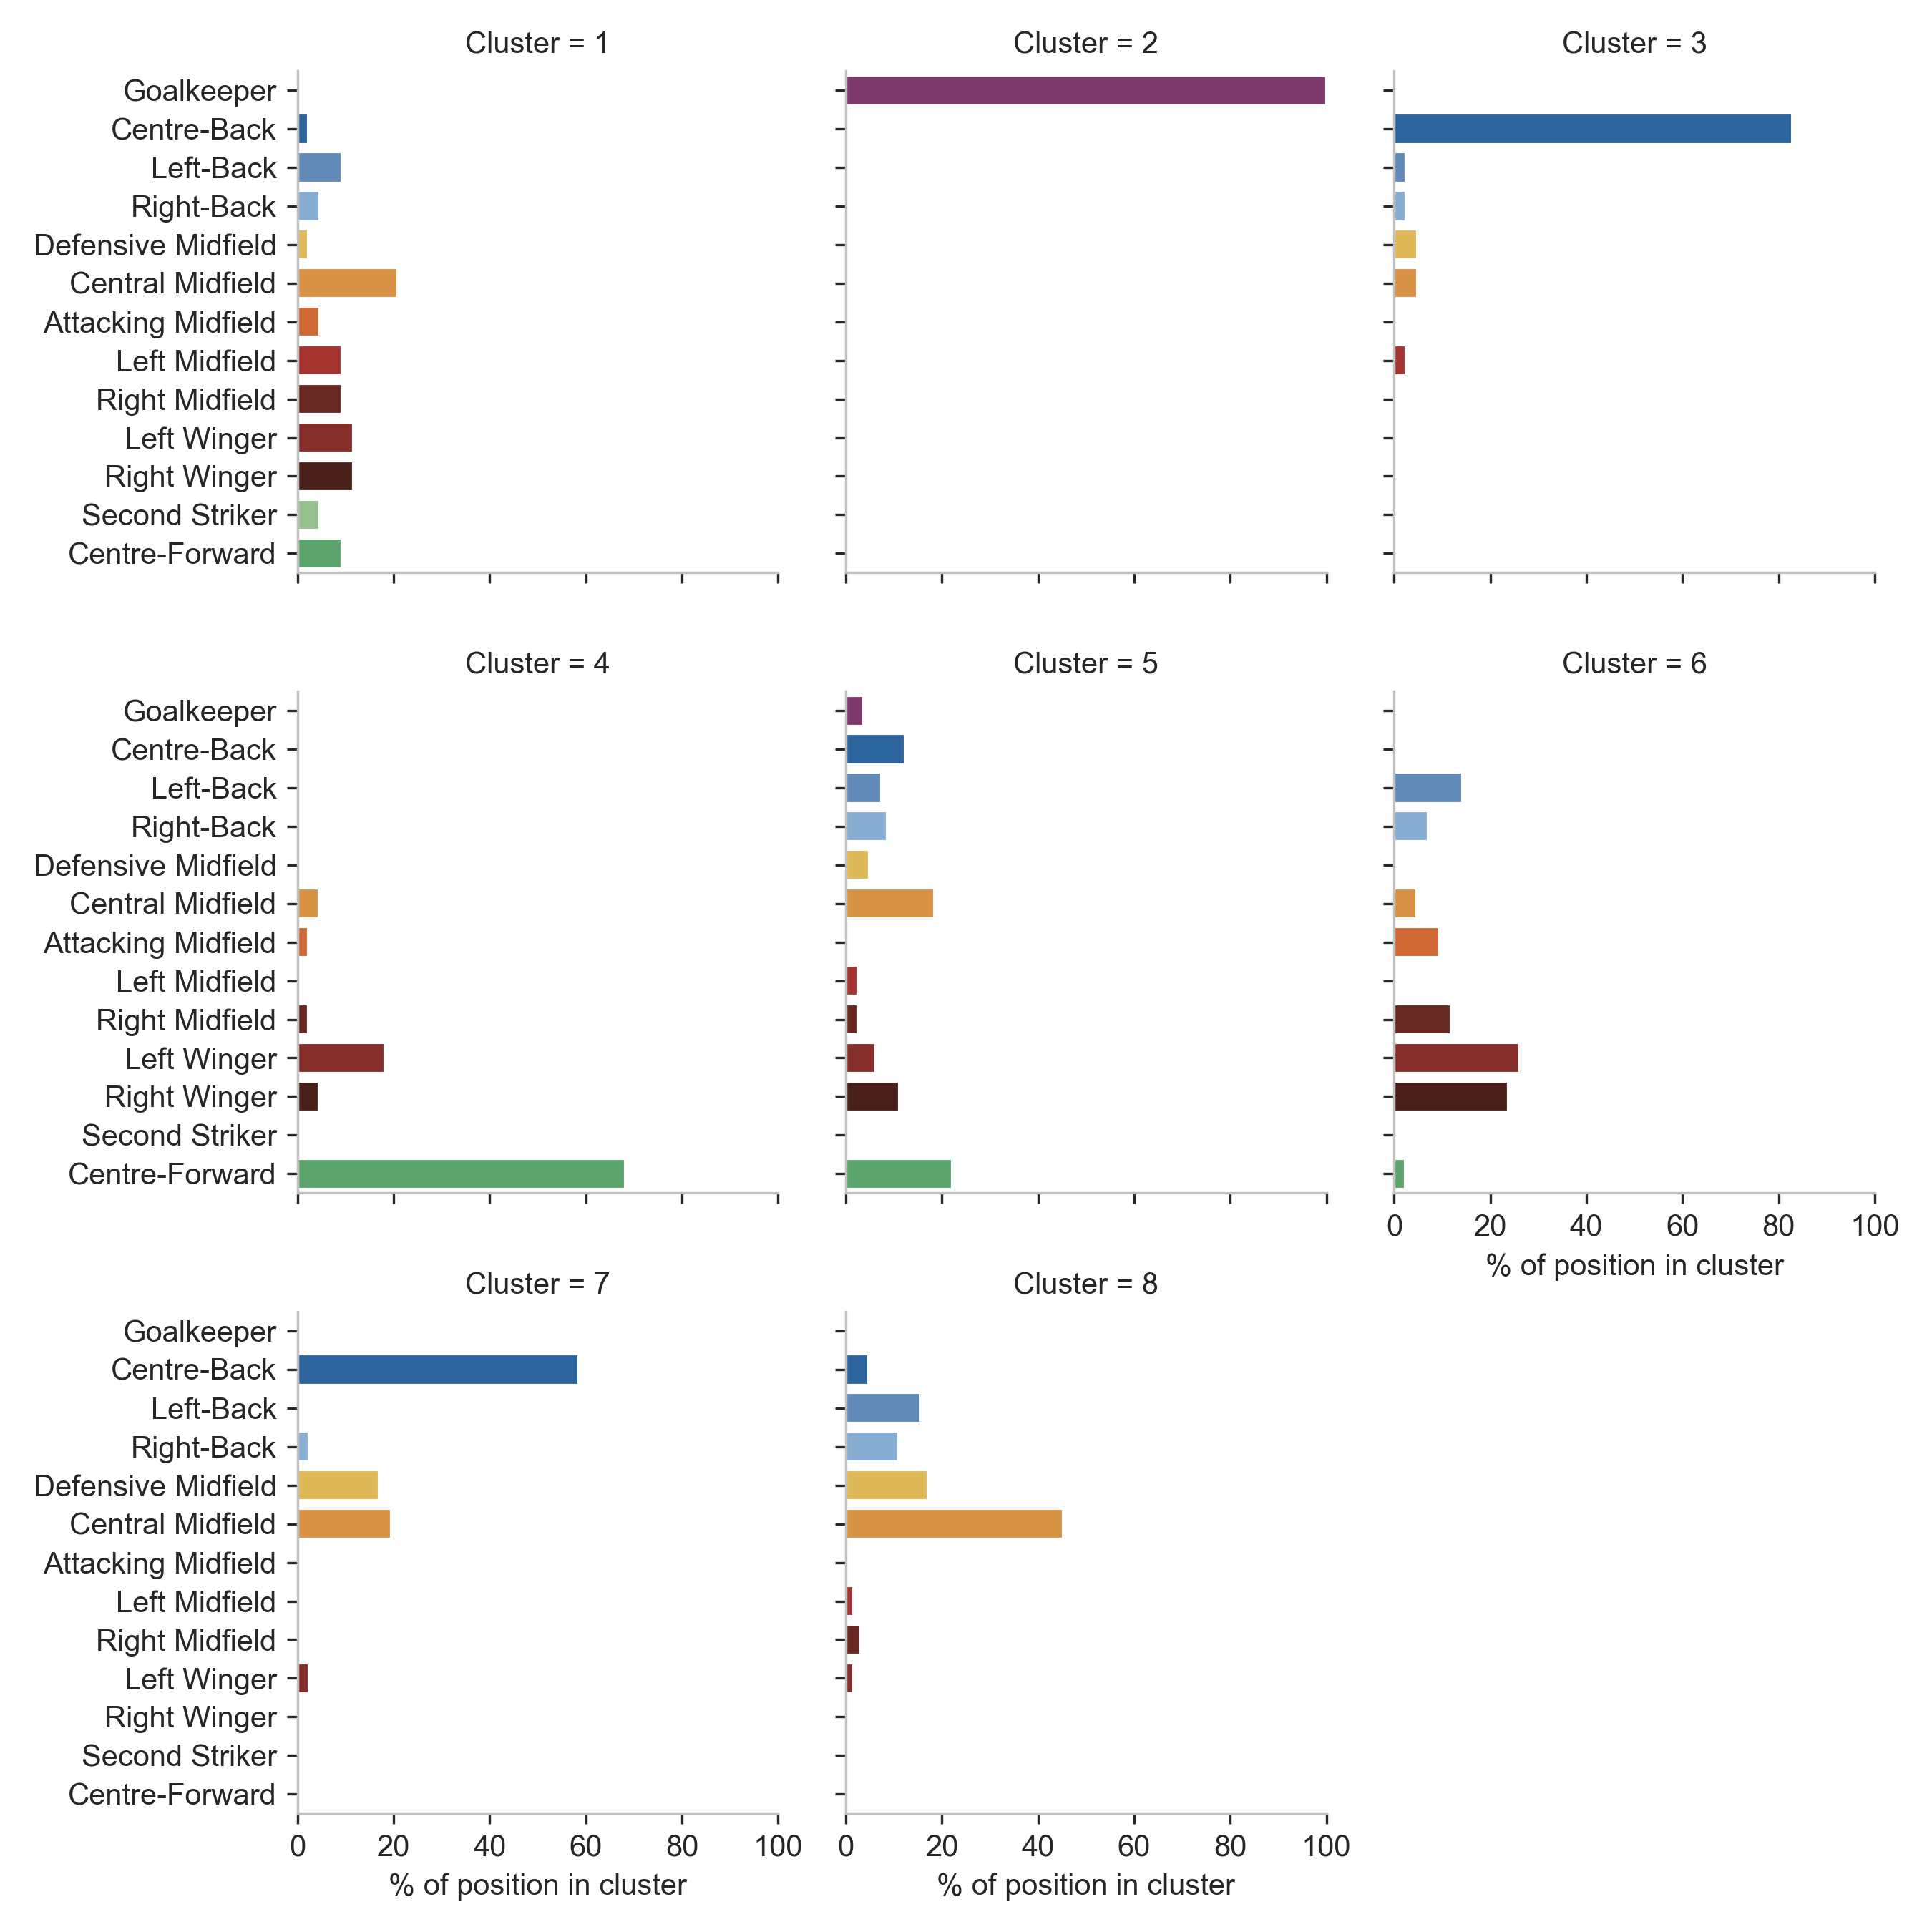 Cluster = 1
Cluster = 2
Cluster = 3
Goalkeeper
Centre-Back
Left-Back
Right-Back
Defensive Midfield
Central Midfield
Attacking Midfield
Left Midfield
Right Midfield
Left Winger
Right Winger
Second Striker
Centre-Forward
Cluster = 4
Cluster = 5
Cluster = 6
Goalkeeper
Centre-Back
Left-Back
Right-Back
Defensive Midfield
Central Midfield
Attacking Midfield
Left Midfield
Right Midfield
Left Winger
Right Winger
Second Striker
Centre-Forward
0 20 40 60 80 100
% of position in cluster
Cluster = 7
Cluster = 8
Goalkeeper
Centre-Back
Left-Back
Right-Back
Defensive Midfield
Central Midfield
Attacking Midfield
Left Midfield
Right Midfield
Left Winger
Right Winger
Second Striker
Centre-Forward
0 20 40 60 80 100
% of position in cluster
0 20 40 60 80 100
% of position in cluster